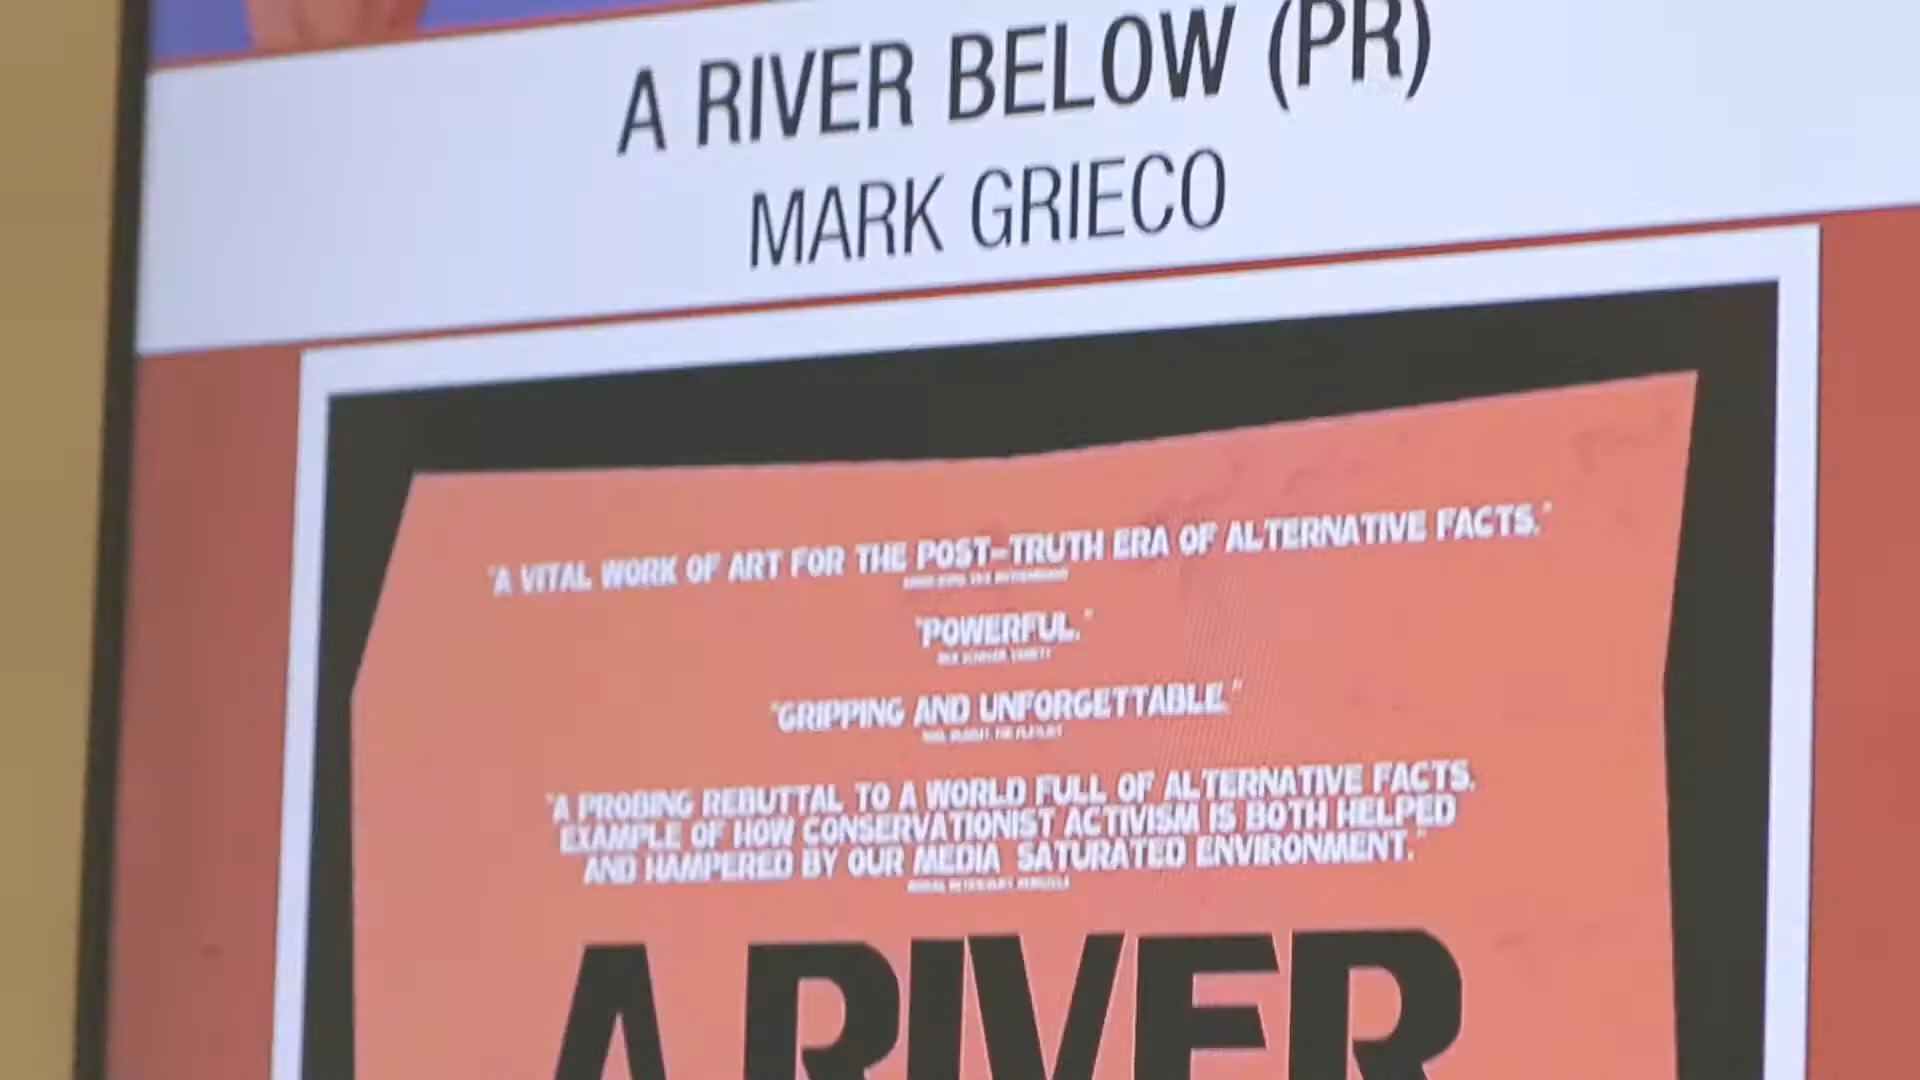 A RIVER BELOW (PR)
MARK GRIECO
"A VITAL WORK OF ART FOR THE POST-TRUTH ERA OF ALTERNATIVE FACTS."
"POWERFUL."
"GRIPPING AND UNFORGETTABLE."
"A PROBING REBUTTAL TO A WORLD FULL OF ALTERNATIVE FACTS.
EXAMPLE OF HOW CONSERVATIONIST ACTIVISM IS BOTH HELPED
AND HAMPERED BY OUR MEDIA SATURATED ENVIRONMENT."
A RIVER